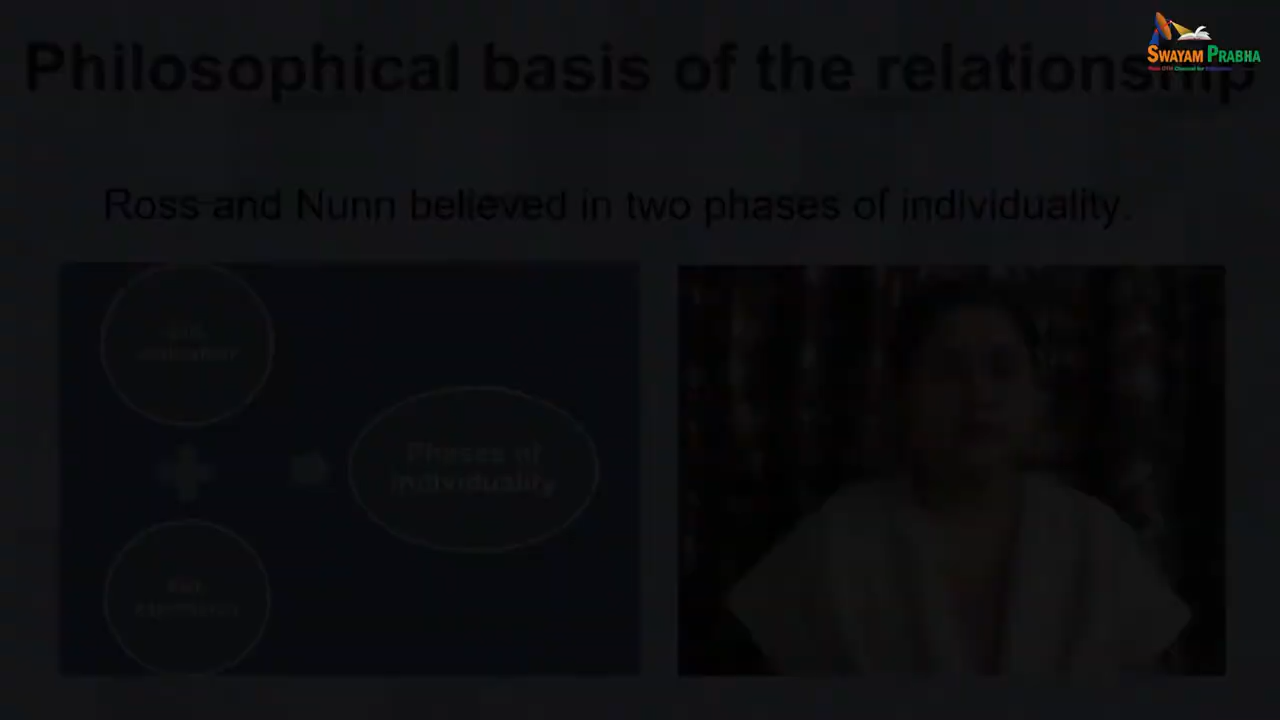 SWAYAM PRABHA
Philosophical basis of the relationship
Ross and Nunn believed in two phases of individuality.
Phases of
individuality